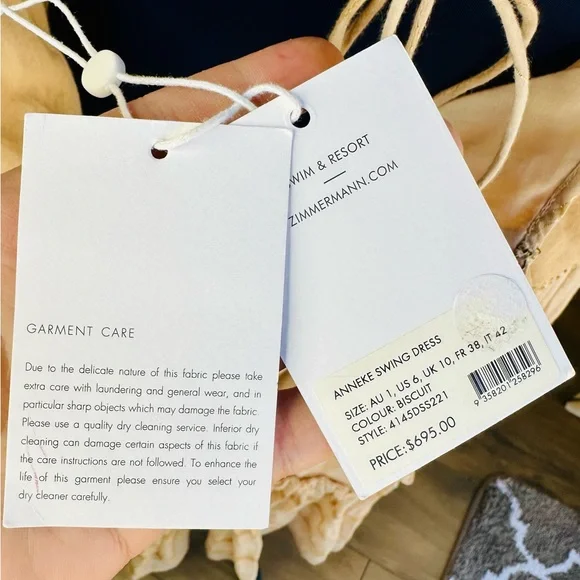 & RESORT
ZIMMERMANN.COM
GARMENT CARE
Due to the delicate nature of this fabric please take
extra care with laundering and general wear, and in
particular sharp objects which may damage the fabric.
Please use a quality dry cleaning service. Inferior dry
cleaning can damage certain aspects of this fabric if
the care instructions are not followed. To enhance the
life of this garment please ensure you select your
dry cleaner carefully.
ANNEKE SWING DRESS
SIZE: AU 1, US 6, UK 10, FR 38, IT 42
COLOUR: BISCUIT
STYLE: 4145DSS221
PRICE:$695.00
9 358201 258296